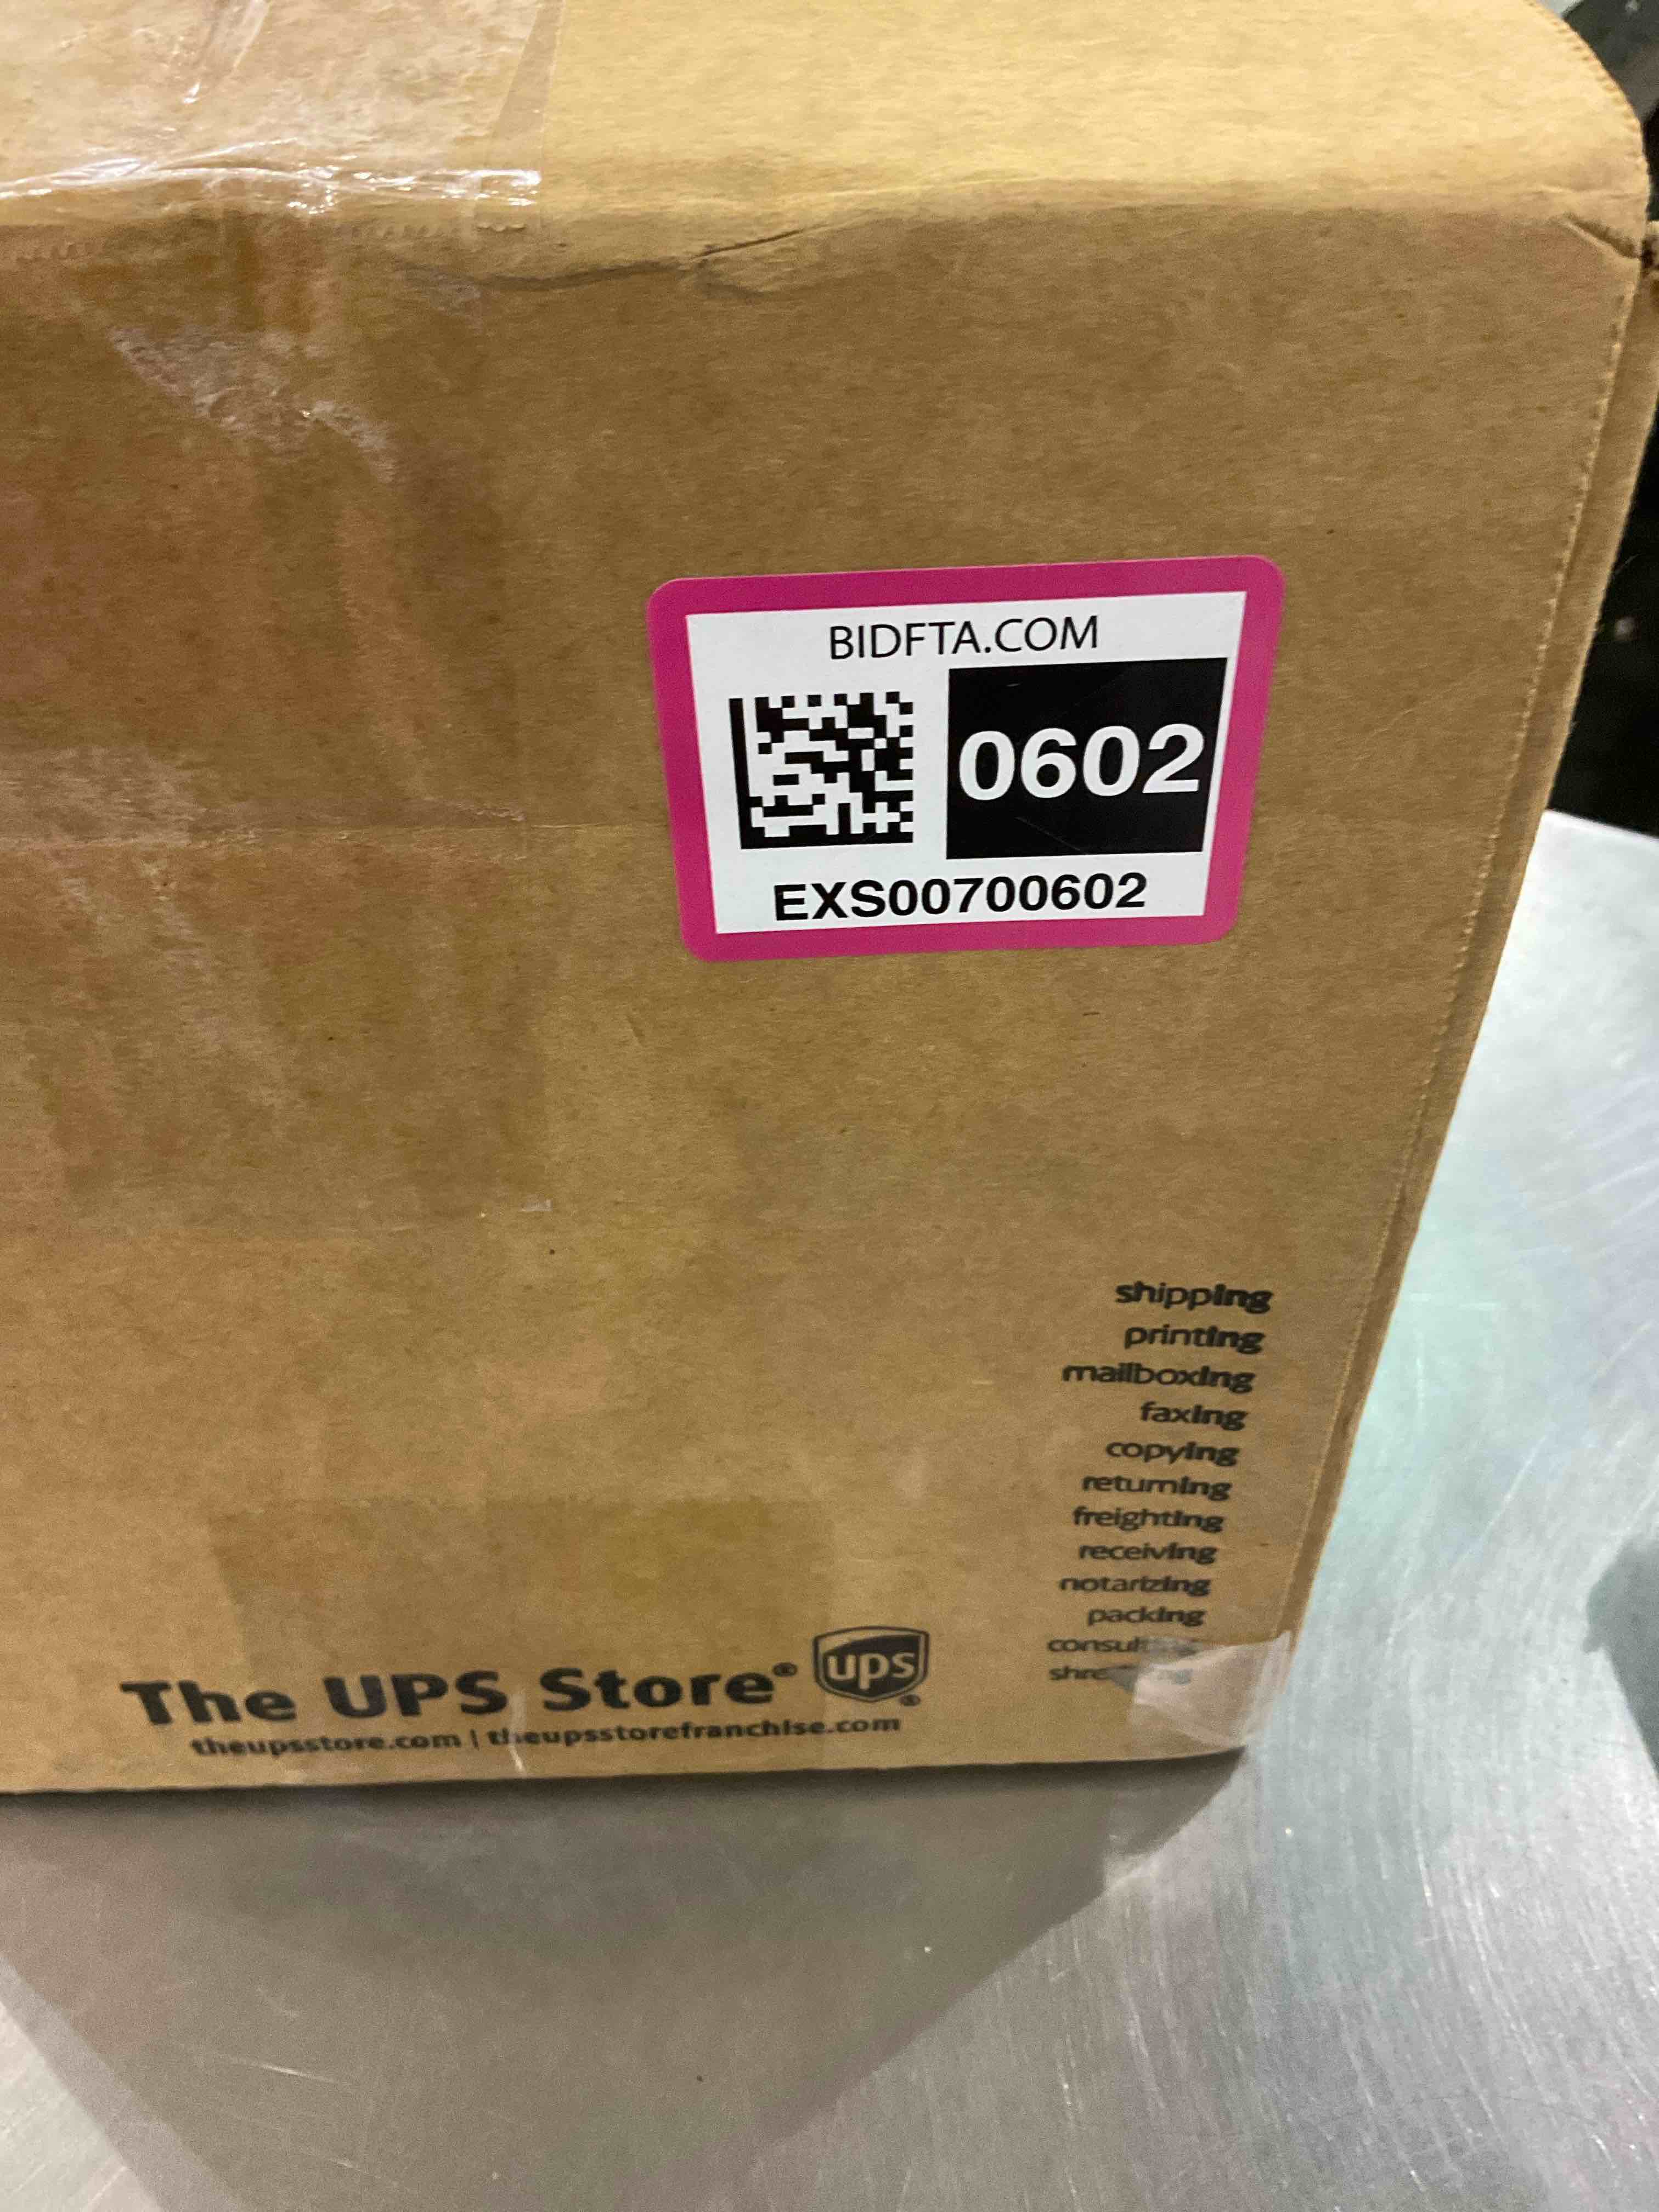 BIDFTA.COM
0602
EXS00700602
shipping
printing
mailboxing
faxing
copying
returning
freighting
receiving
notarizing
packing
The UPS Store® ups®
theupsstore.com | theupsstorefranchise.com